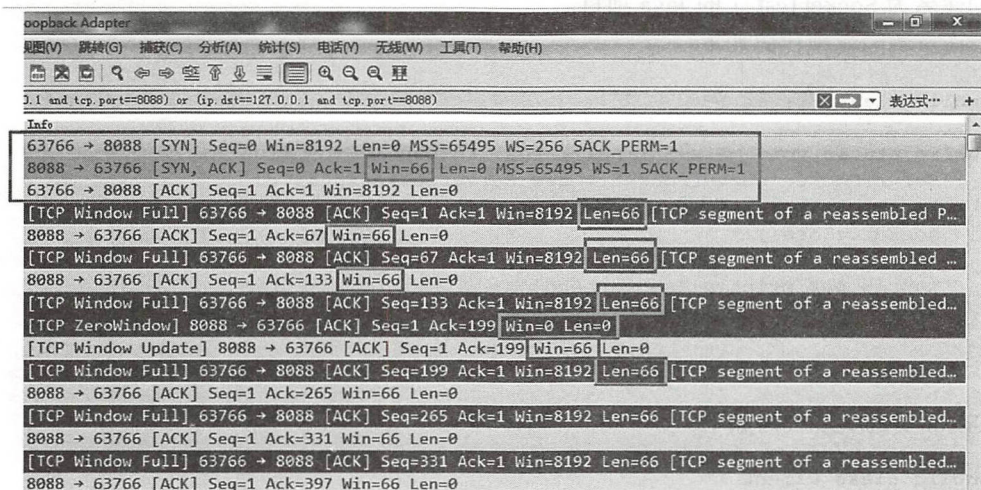 oopback Adapter
视图(V) 跳转(G) 捕获(C) 分析(A) 统计(S) 电话(Y) 无线(W) 工具(T) 帮助(H)
0.1 and tcp.port==8088) or (ip.dst==127.0.0.1 and tcp.port==8088) 表达式… +
Info
63766 → 8088 [SYN] Seq=0 Win=8192 Len=0 MSS=65495 WS=256 SACK_PERM=1
8088 → 63766 [SYN, ACK] Seq=0 Ack=1 Win=66 Len=0 MSS=65495 WS=1 SACK_PERM=1
63766 → 8088 [ACK] Seq=1 Ack=1 Win=8192 Len=0
[TCP Window Full] 63766 → 8088 [ACK] Seq=1 Ack=1 Win=8192 Len=66 [TCP segment of a reassembled P…
8088 → 63766 [ACK] Seq=1 Ack=67 Win=66 Len=0
[TCP Window Full] 63766 → 8088 [ACK] Seq=67 Ack=1 Win=8192 Len=66 [TCP segment of a reassembled …
8088 → 63766 [ACK] Seq=1 Ack=133 Win=66 Len=0
[TCP Window Full] 63766 → 8088 [ACK] Seq=133 Ack=1 Win=8192 Len=66 [TCP segment of a reassembled…
[TCP ZeroWindow] 8088 → 63766 [ACK] Seq=1 Ack=199 Win=0 Len=0
[TCP Window Update] 8088 → 63766 [ACK] Seq=1 Ack=199 Win=66 Len=0
[TCP Window Full] 63766 → 8088 [ACK] Seq=199 Ack=1 Win=8192 Len=66 [TCP segment of a reassembled…
8088 → 63766 [ACK] Seq=1 Ack=265 Win=66 Len=0
[TCP Window Full] 63766 → 8088 [ACK] Seq=265 Ack=1 Win=8192 Len=66 [TCP segment of a reassembled…
8088 → 63766 [ACK] Seq=1 Ack=331 Win=66 Len=0
[TCP Window Full] 63766 → 8088 [ACK] Seq=331 Ack=1 Win=8192 Len=66 [TCP segment of a reassembled…
8088 → 63766 [ACK] Seq=1 Ack=397 Win=66 Len=0